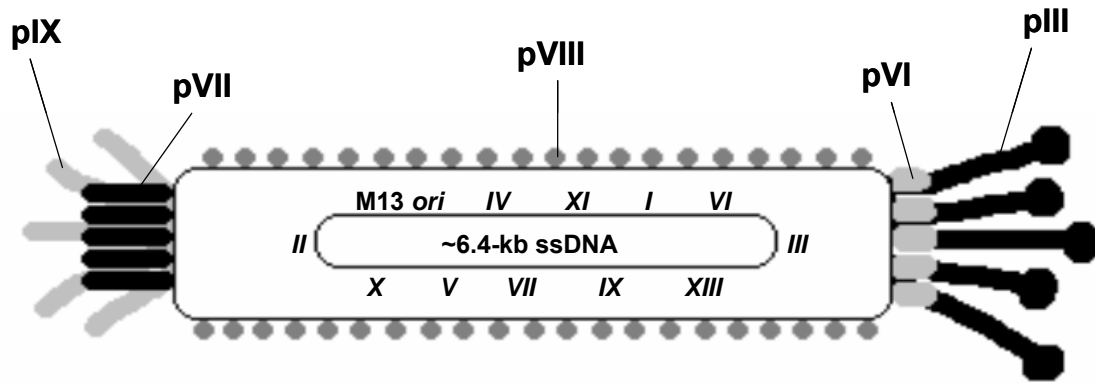 pIX
pVII
pVIII
pVI
pIII
M13 ori IV XI I VI
II ~6.4-kb ssDNA III
X V VII IX XIII